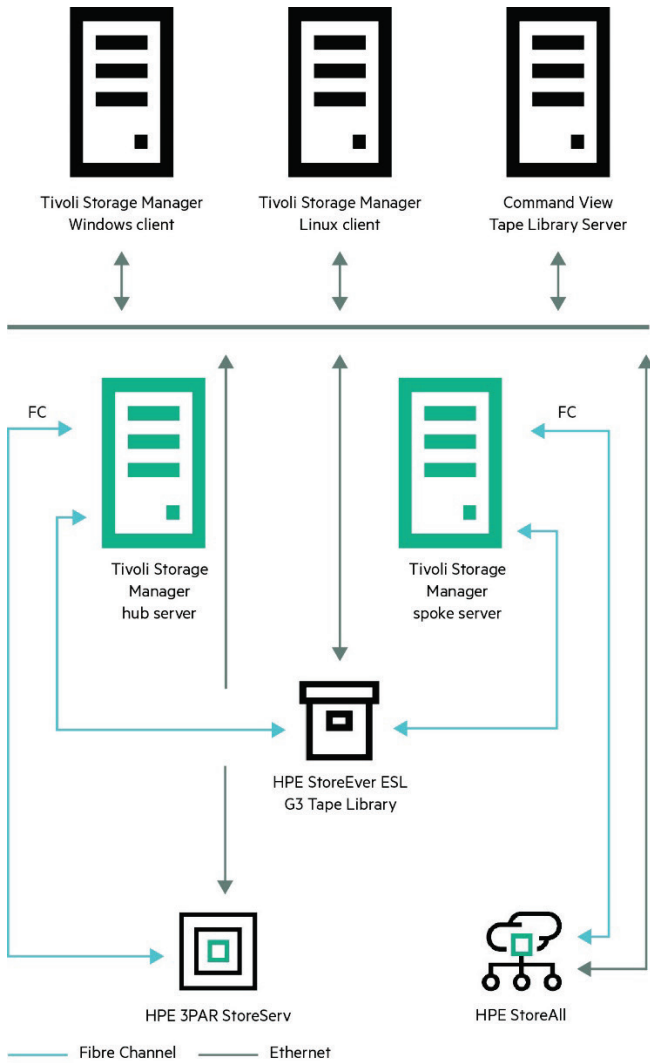 Tivoli Storage Manager
Windows client
Tivoli Storage Manager
Linux client
Command View
Tape Library Server
FC
FC
Tivoli Storage
Manager
hub server
Tivoli Storage
Manager
spoke server
HPE StoreEver ESL
G3 Tape Library
HPE 3PAR StoreServ
HPE StoreAll
Fibre Channel
Ethernet